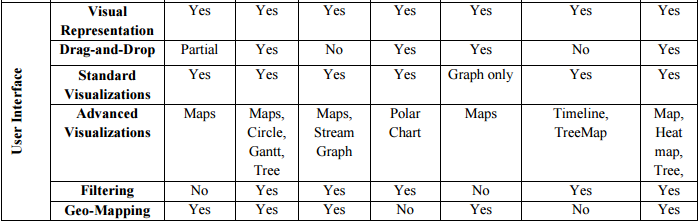 Visual Representation Yes Yes Yes Yes Yes Yes Yes
Drag-and-Drop Partial Yes No Yes Yes No Yes
Standard Visualizations Yes Yes Yes Yes Graph only Yes Yes
Advanced Visualizations Maps Maps, Circle, Gantt, Tree Maps, Stream Graph Polar Chart Maps Timeline, TreeMap Map, Heat map, Tree,
Filtering No Yes Yes Yes No Yes Yes
Geo-Mapping Yes Yes Yes No Yes No Yes
User Interface